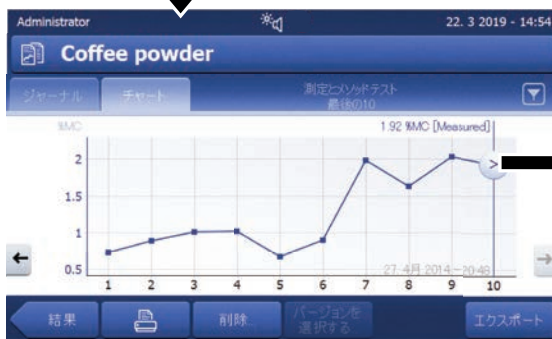 Administrator
22. 3 2019 - 14:54
Coffee powder
ジャーナル
チャート
測定とメソッドテスト
最後の10
%MC
1.92 %MC [Measured]
2
1.5
1
0.5
27. 4月 2014 - 20:48
1 2 3 4 5 6 7 8 9 10
結果
削除...
バージョンを
選択する
エクスポート